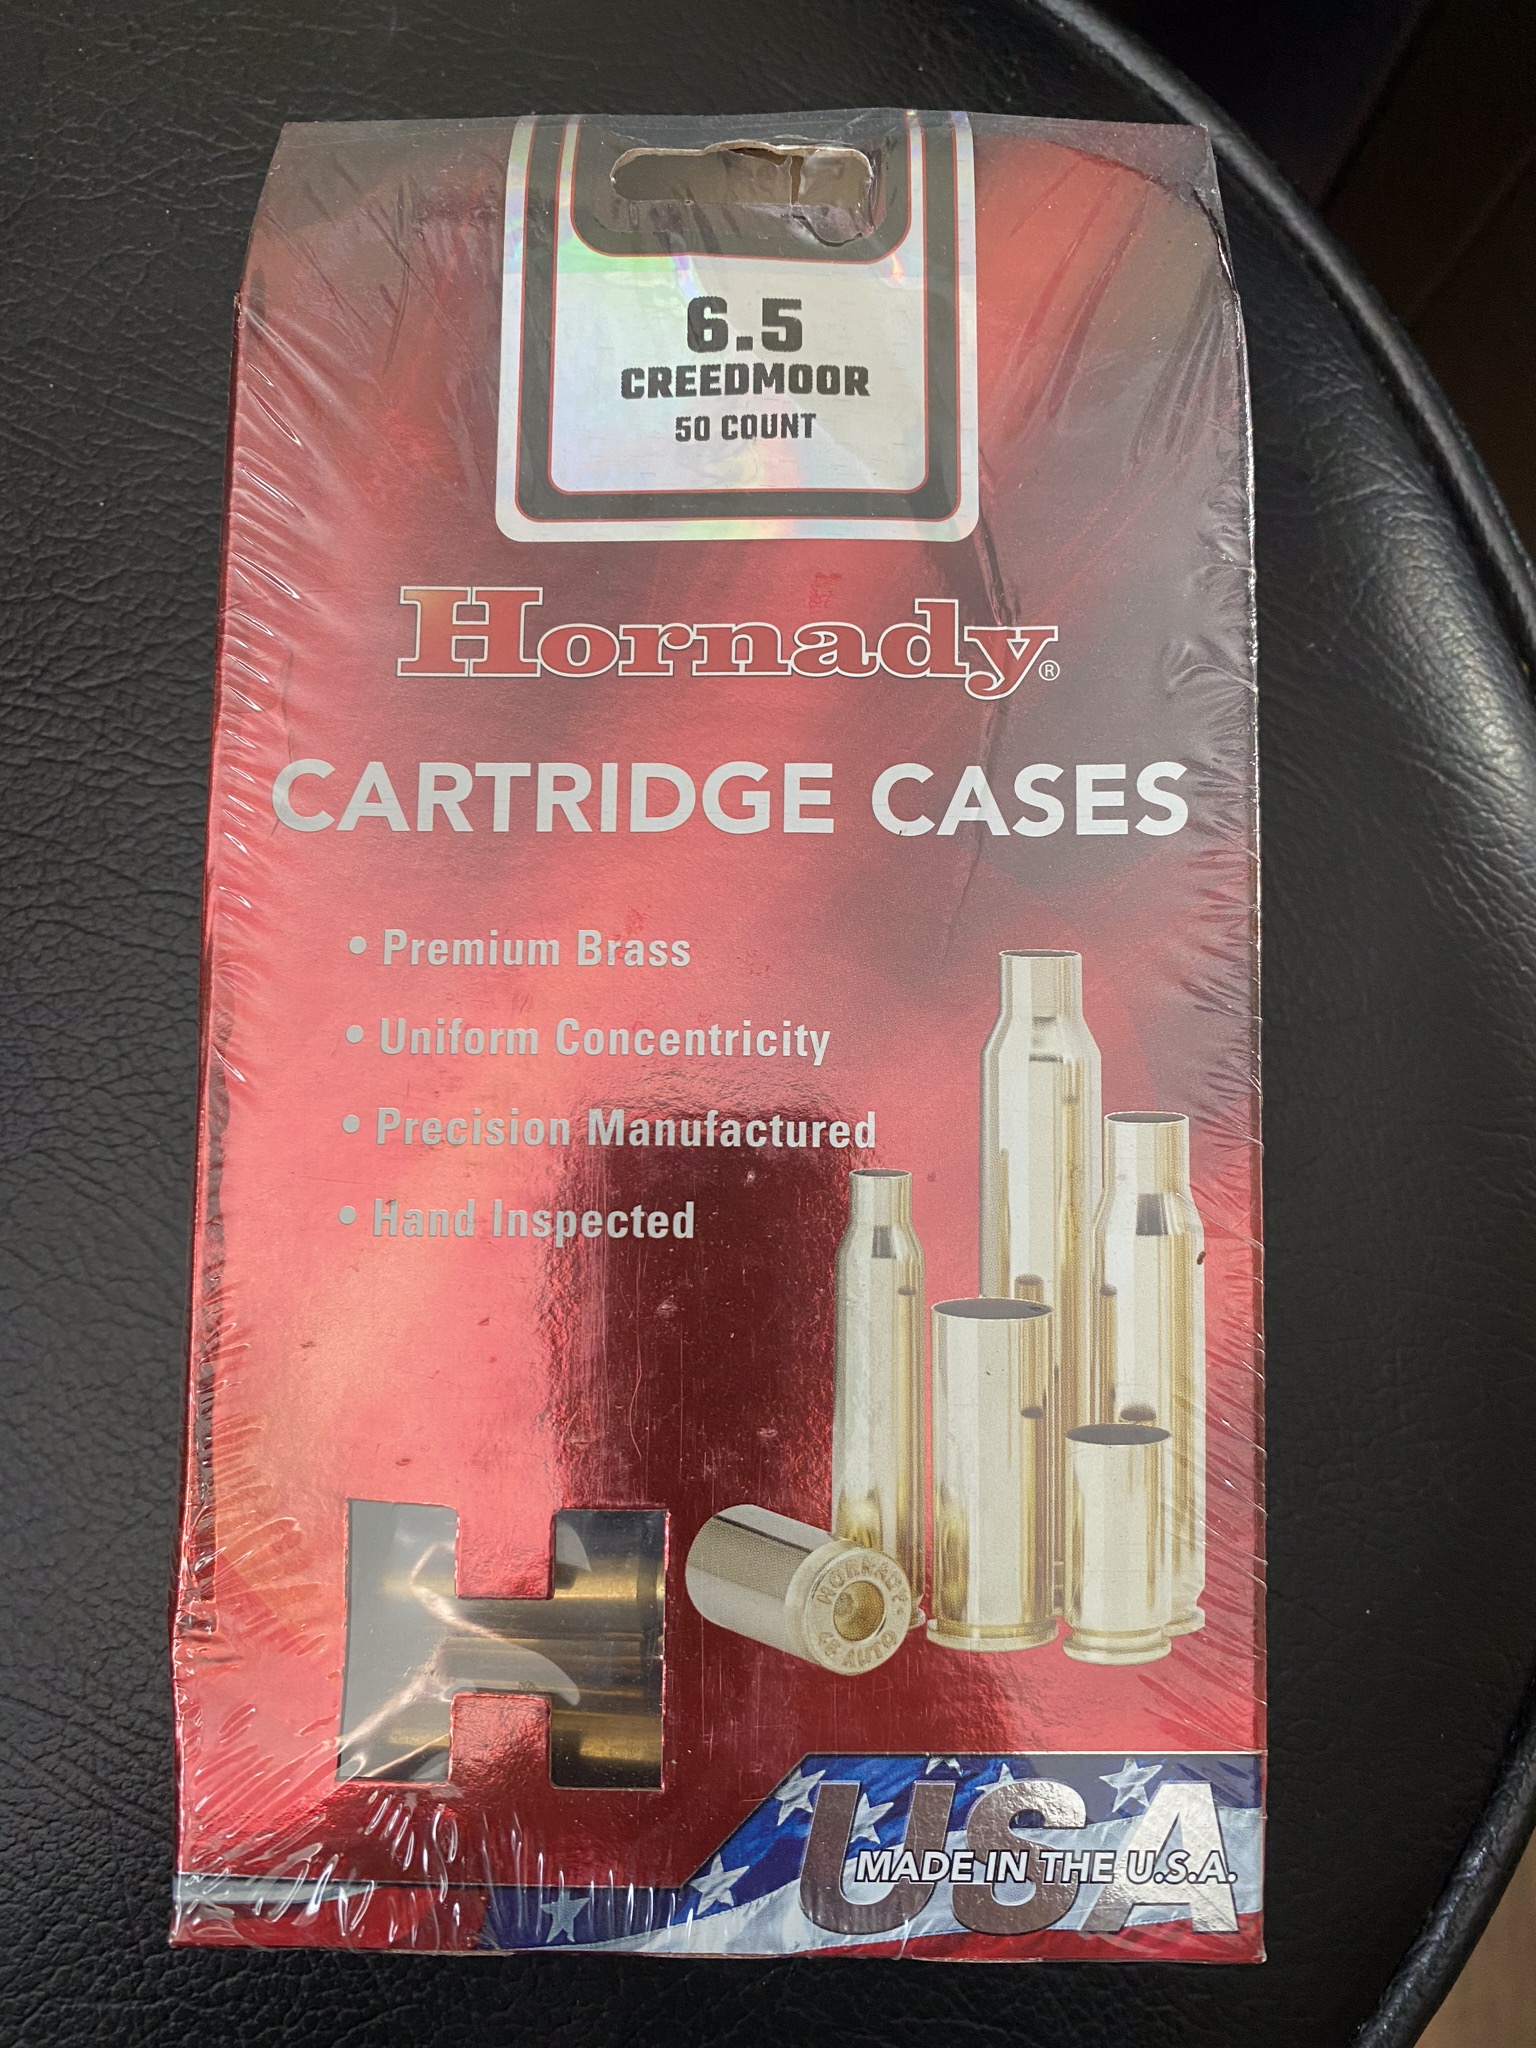 6.5
CREEDMOOR
50 COUNT
Hornady®
CARTRIDGE CASES
• Premium Brass
• Uniform Concentricity
• Precision Manufactured
• Hand Inspected
HORNADY
45 AUTO
USA
MADE IN THE U.S.A.